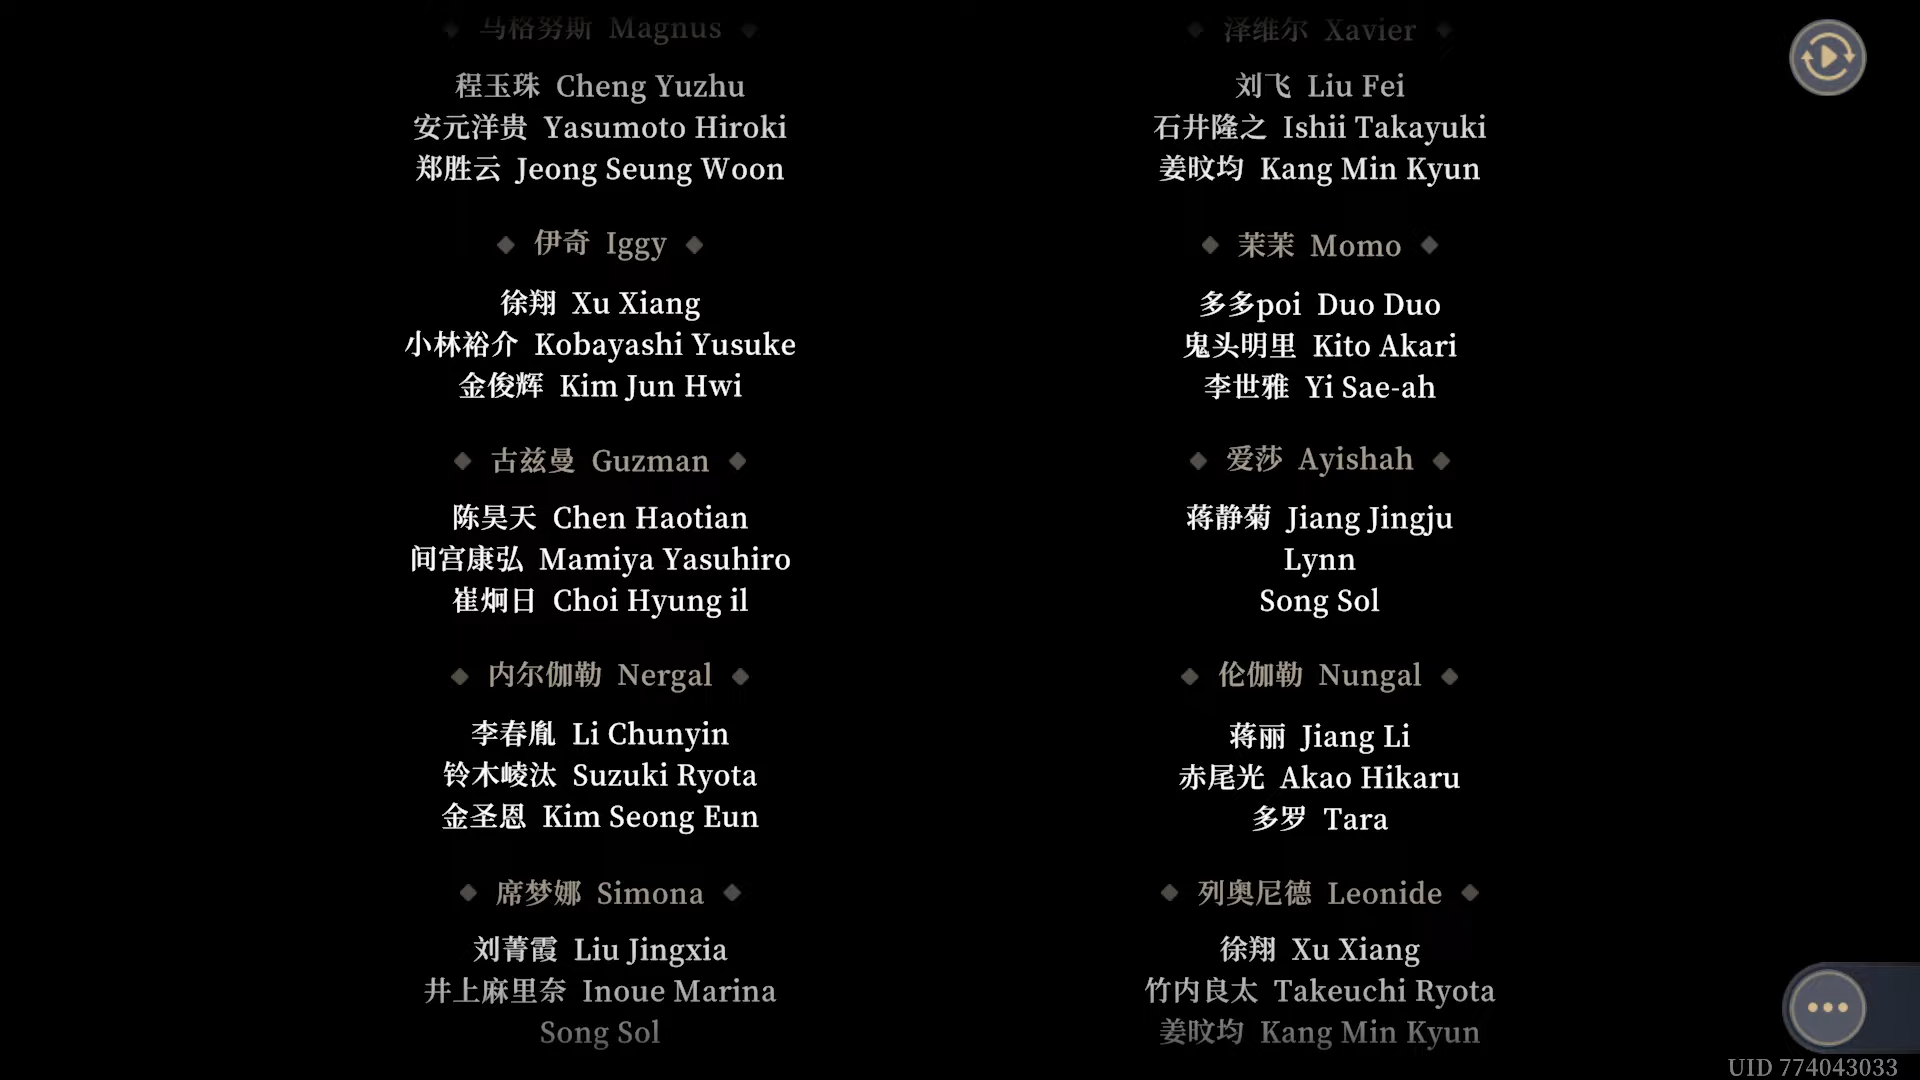 马格努斯 Magnus
程玉珠 Cheng Yuzhu
安元洋贵 Yasumoto Hiroki
郑胜云 Jeong Seung Woon
伊奇 Iggy
徐翔 Xu Xiang
小林裕介 Kobayashi Yusuke
金俊辉 Kim Jun Hwi
古兹曼 Guzman
陈昊天 Chen Haotian
间宫康弘 Mamiya Yasuhiro
崔炯日 Choi Hyung il
内尔伽勒 Nergal
李春胤 Li Chunyin
铃木崚汰 Suzuki Ryota
金圣恩 Kim Seong Eun
席梦娜 Simona
刘菁霞 Liu Jingxia
井上麻里奈 Inoue Marina
Song Sol
泽维尔 Xavier
刘飞 Liu Fei
石井隆之 Ishii Takayuki
姜旼均 Kang Min Kyun
茉茉 Momo
多多poi Duo Duo
鬼头明里 Kito Akari
李世雅 Yi Sae-ah
爱莎 Ayishah
蒋静菊 Jiang Jingju
Lynn
Song Sol
伦伽勒 Nungal
蒋丽 Jiang Li
赤尾光 Akao Hikaru
多罗 Tara
列奥尼德 Leonide
徐翔 Xu Xiang
竹内良太 Takeuchi Ryota
姜旼均 Kang Min Kyun
UID 774043033